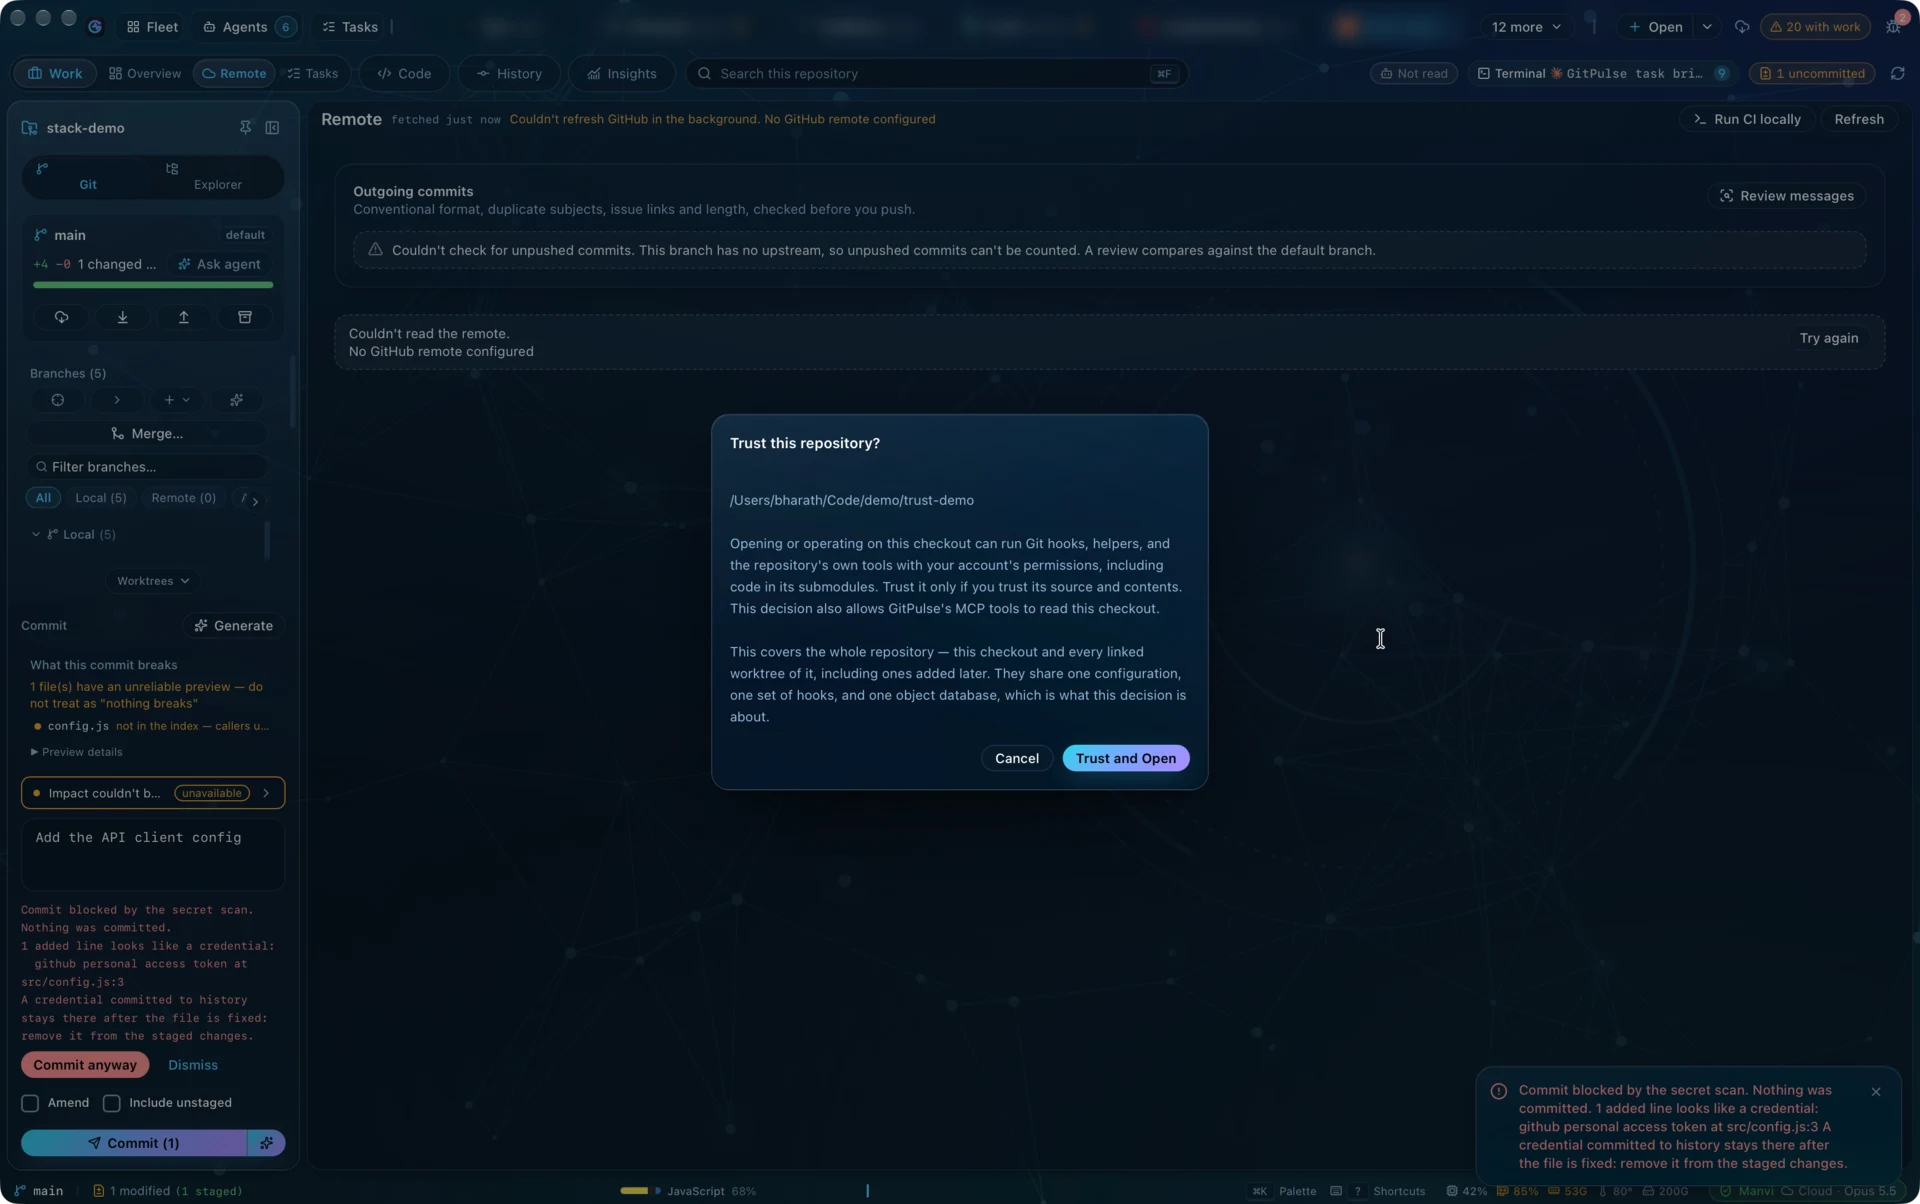 Fleet
Agents 6
Tasks
12 more
Open
20 with work
2
Work
Overview
Remote
Tasks
Code
History
Insights
Search this repository
⌘F
Not read
Terminal GitPulse task bri... 9
1 uncommitted
stack-demo
Git
Explorer
main
default
+4 −0 1 changed ...
Ask agent
Branches (5)
Merge...
Filter branches...
All
Local (5)
Remote (0)
Local (5)
Worktrees
Commit
Generate
What this commit breaks
1 file(s) have an unreliable preview — do
not treat as "nothing breaks"
config.js not in the index — callers u...
Preview details
Impact couldn't b... unavailable
Add the API client config
Commit blocked by the secret scan.
Nothing was committed.
1 added line looks like a credential:
github personal access token at
src/config.js:3
A credential committed to history
stays there after the file is fixed:
remove it from the staged changes.
Commit anyway
Dismiss
Amend
Include unstaged
Commit (1)
Remote fetched just now Couldn't refresh GitHub in the background. No GitHub remote configured
Run CI locally
Refresh
Outgoing commits
Conventional format, duplicate subjects, issue links and length, checked before you push.
Review messages
Couldn't check for unpushed commits. This branch has no upstream, so unpushed commits can't be counted. A review compares against the default branch.
Couldn't read the remote.
No GitHub remote configured
Try again
Trust this repository?
/Users/bharath/Code/demo/trust-demo
Opening or operating on this checkout can run Git hooks, helpers, and
the repository's own tools with your account's permissions, including
code in its submodules. Trust it only if you trust its source and contents.
This decision also allows GitPulse's MCP tools to read this checkout.
This covers the whole repository — this checkout and every linked
worktree of it, including ones added later. They share one configuration,
one set of hooks, and one object database, which is what this decision is
about.
Cancel
Trust and Open
Commit blocked by the secret scan. Nothing was
committed. 1 added line looks like a credential:
github personal access token at src/config.js:3 A
credential committed to history stays there after
the file is fixed: remove it from the staged changes.
main
1 modified (1 staged)
JavaScript 68%
⌘K Palette
? Shortcuts
42%
85%
53G
80°
200G
Manvi
Cloud · Opus 5.5